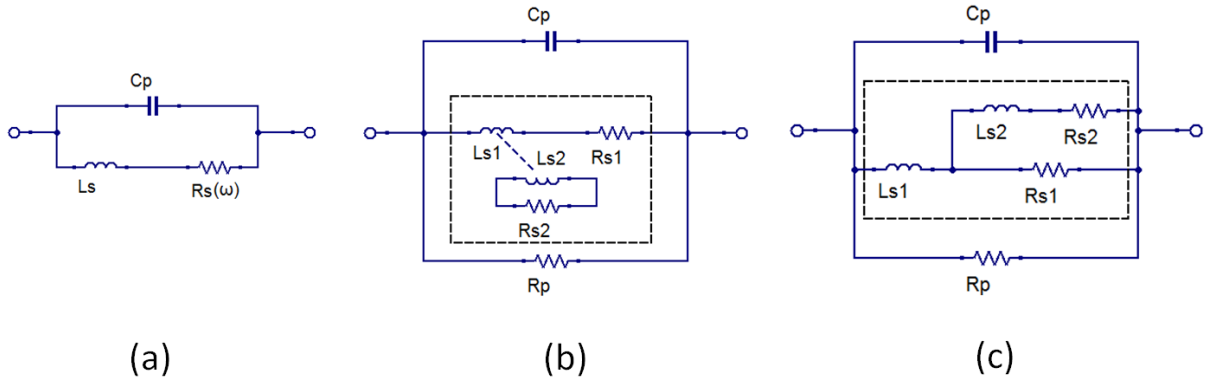 Cp
Ls
Rs(ω)
(a)
Cp
Ls1
Ls2
Rs1
Rs2
Rp
(b)
Cp
Ls2
Rs2
Ls1
Rs1
Rp
(c)